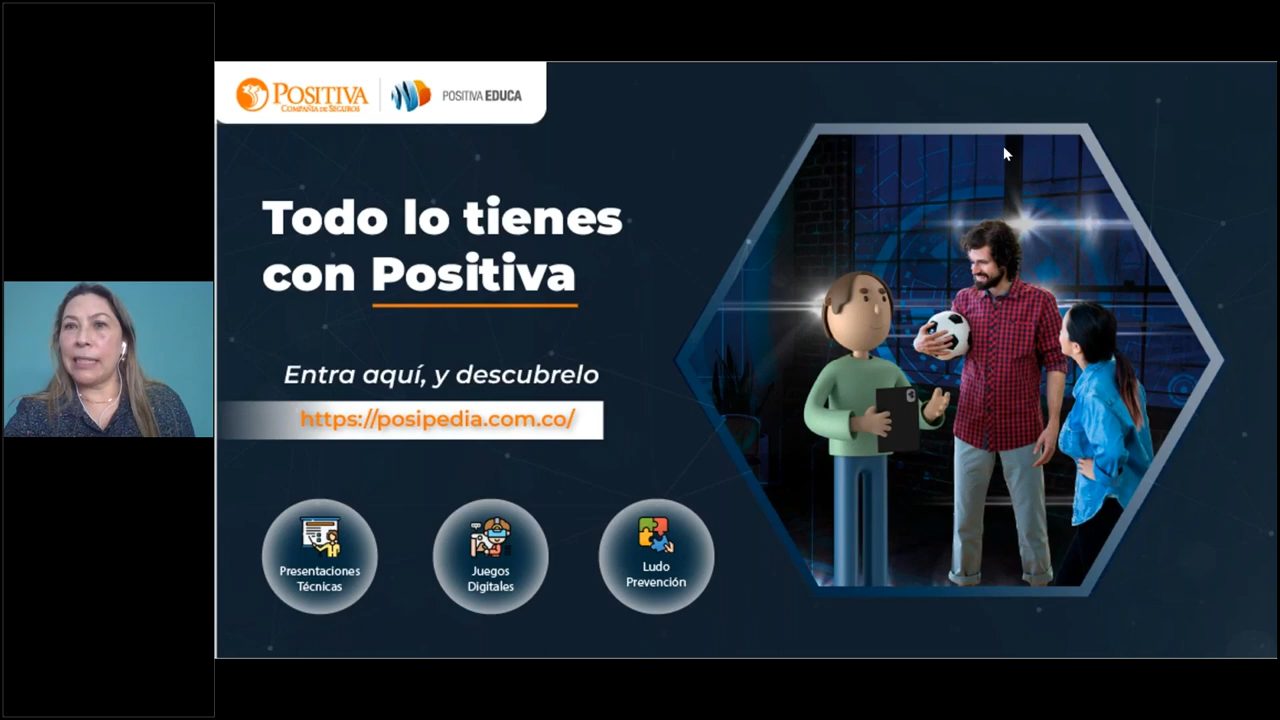 POSITIVA
COMPAÑÍA DE SEGUROS
POSITIVA EDUCA
Todo lo tienes
con Positiva
Entra aquí, y descubrelo
https://posipedia.com.co/
Presentaciones
Técnicas
Juegos
Digitales
Ludo
Prevención